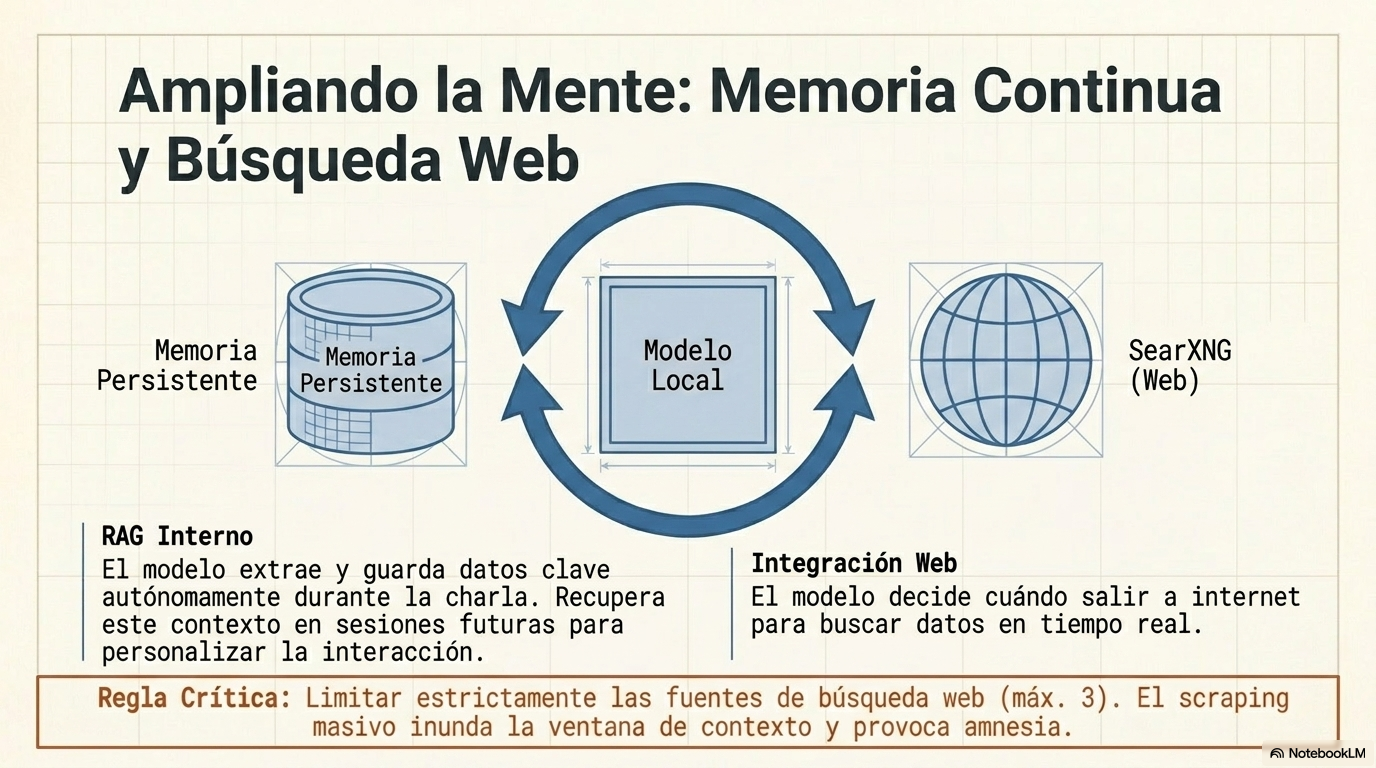 Ampliando la Mente: Memoria Continua
y Búsqueda Web
Memoria
Persistente
Memoria
Persistente
Modelo
Local
SearXNG
(Web)
RAG Interno
El modelo extrae y guarda datos clave
autónomamente durante la charla. Recupera
este contexto en sesiones futuras para
personalizar la interacción.
Integración Web
El modelo decide cuándo salir a internet
para buscar datos en tiempo real.
Regla Crítica: Limitar estrictamente las fuentes de búsqueda web (máx. 3). El scraping
masivo inunda la ventana de contexto y provoca amnesia.
NotebookLM